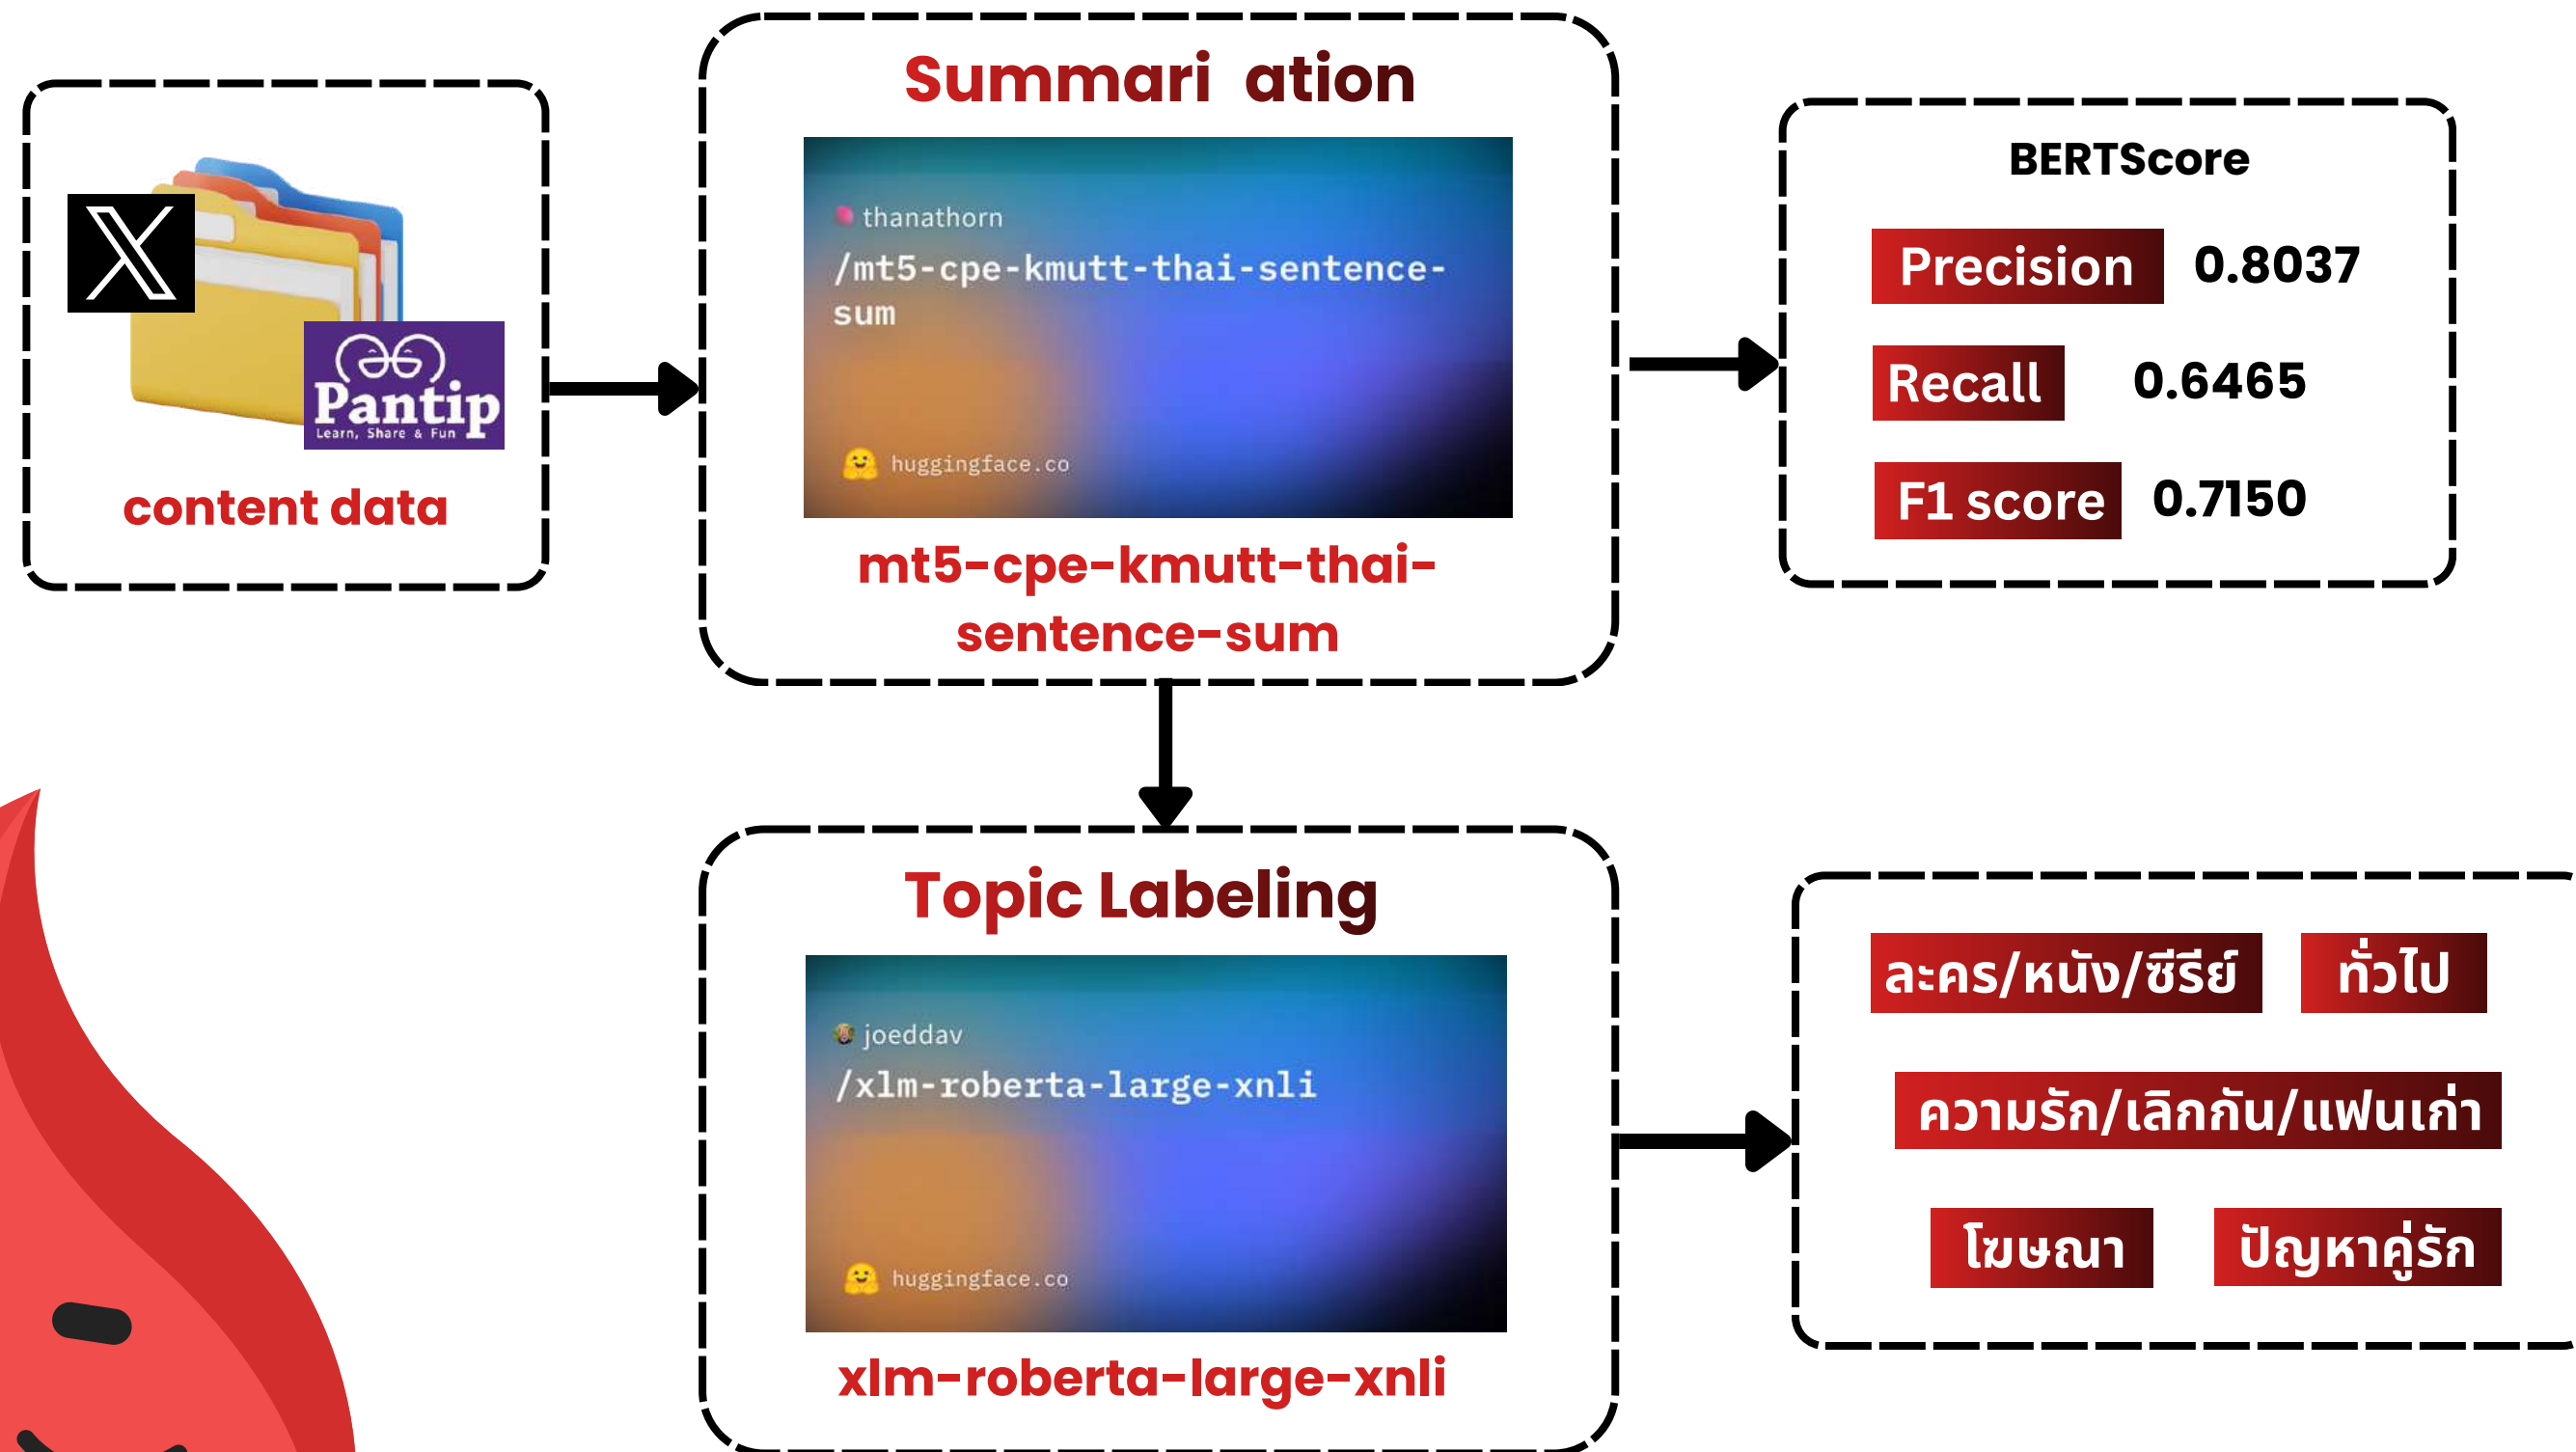 Pantip
Learn, Share & Fun
content data
Summari ation
thanathorn
/mt5-cpe-kmutt-thai-sentence-
sum
huggingface.co
mt5-cpe-kmutt-thai-
sentence-sum
BERTScore
Precision 0.8037
Recall 0.6465
F1 score 0.7150
Topic Labeling
joeddav
/xlm-roberta-large-xnli
huggingface.co
xlm-roberta-large-xnli
ละคร/หนัง/ซีรีย์ ทั่วไป
ความรัก/เลิกกัน/แฟนเก่า
โฆษณา ปัญหาคู่รัก